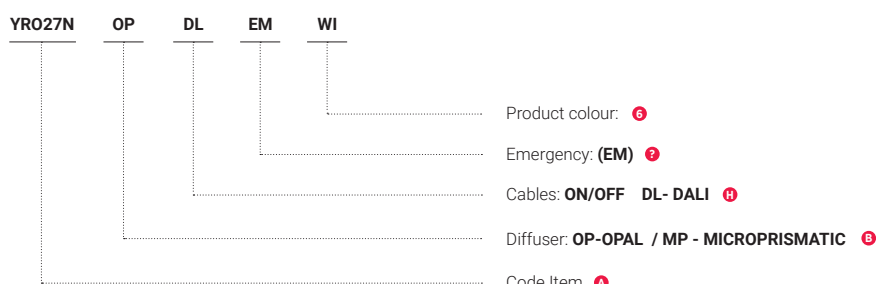 YRO27N OP DL EM WI
Product colour: 6
Emergency: (EM) ?
Cables: ON/OFF DL- DALI H
Diffuser: OP-OPAL / MP - MICROPRISMATIC B
Code Item A